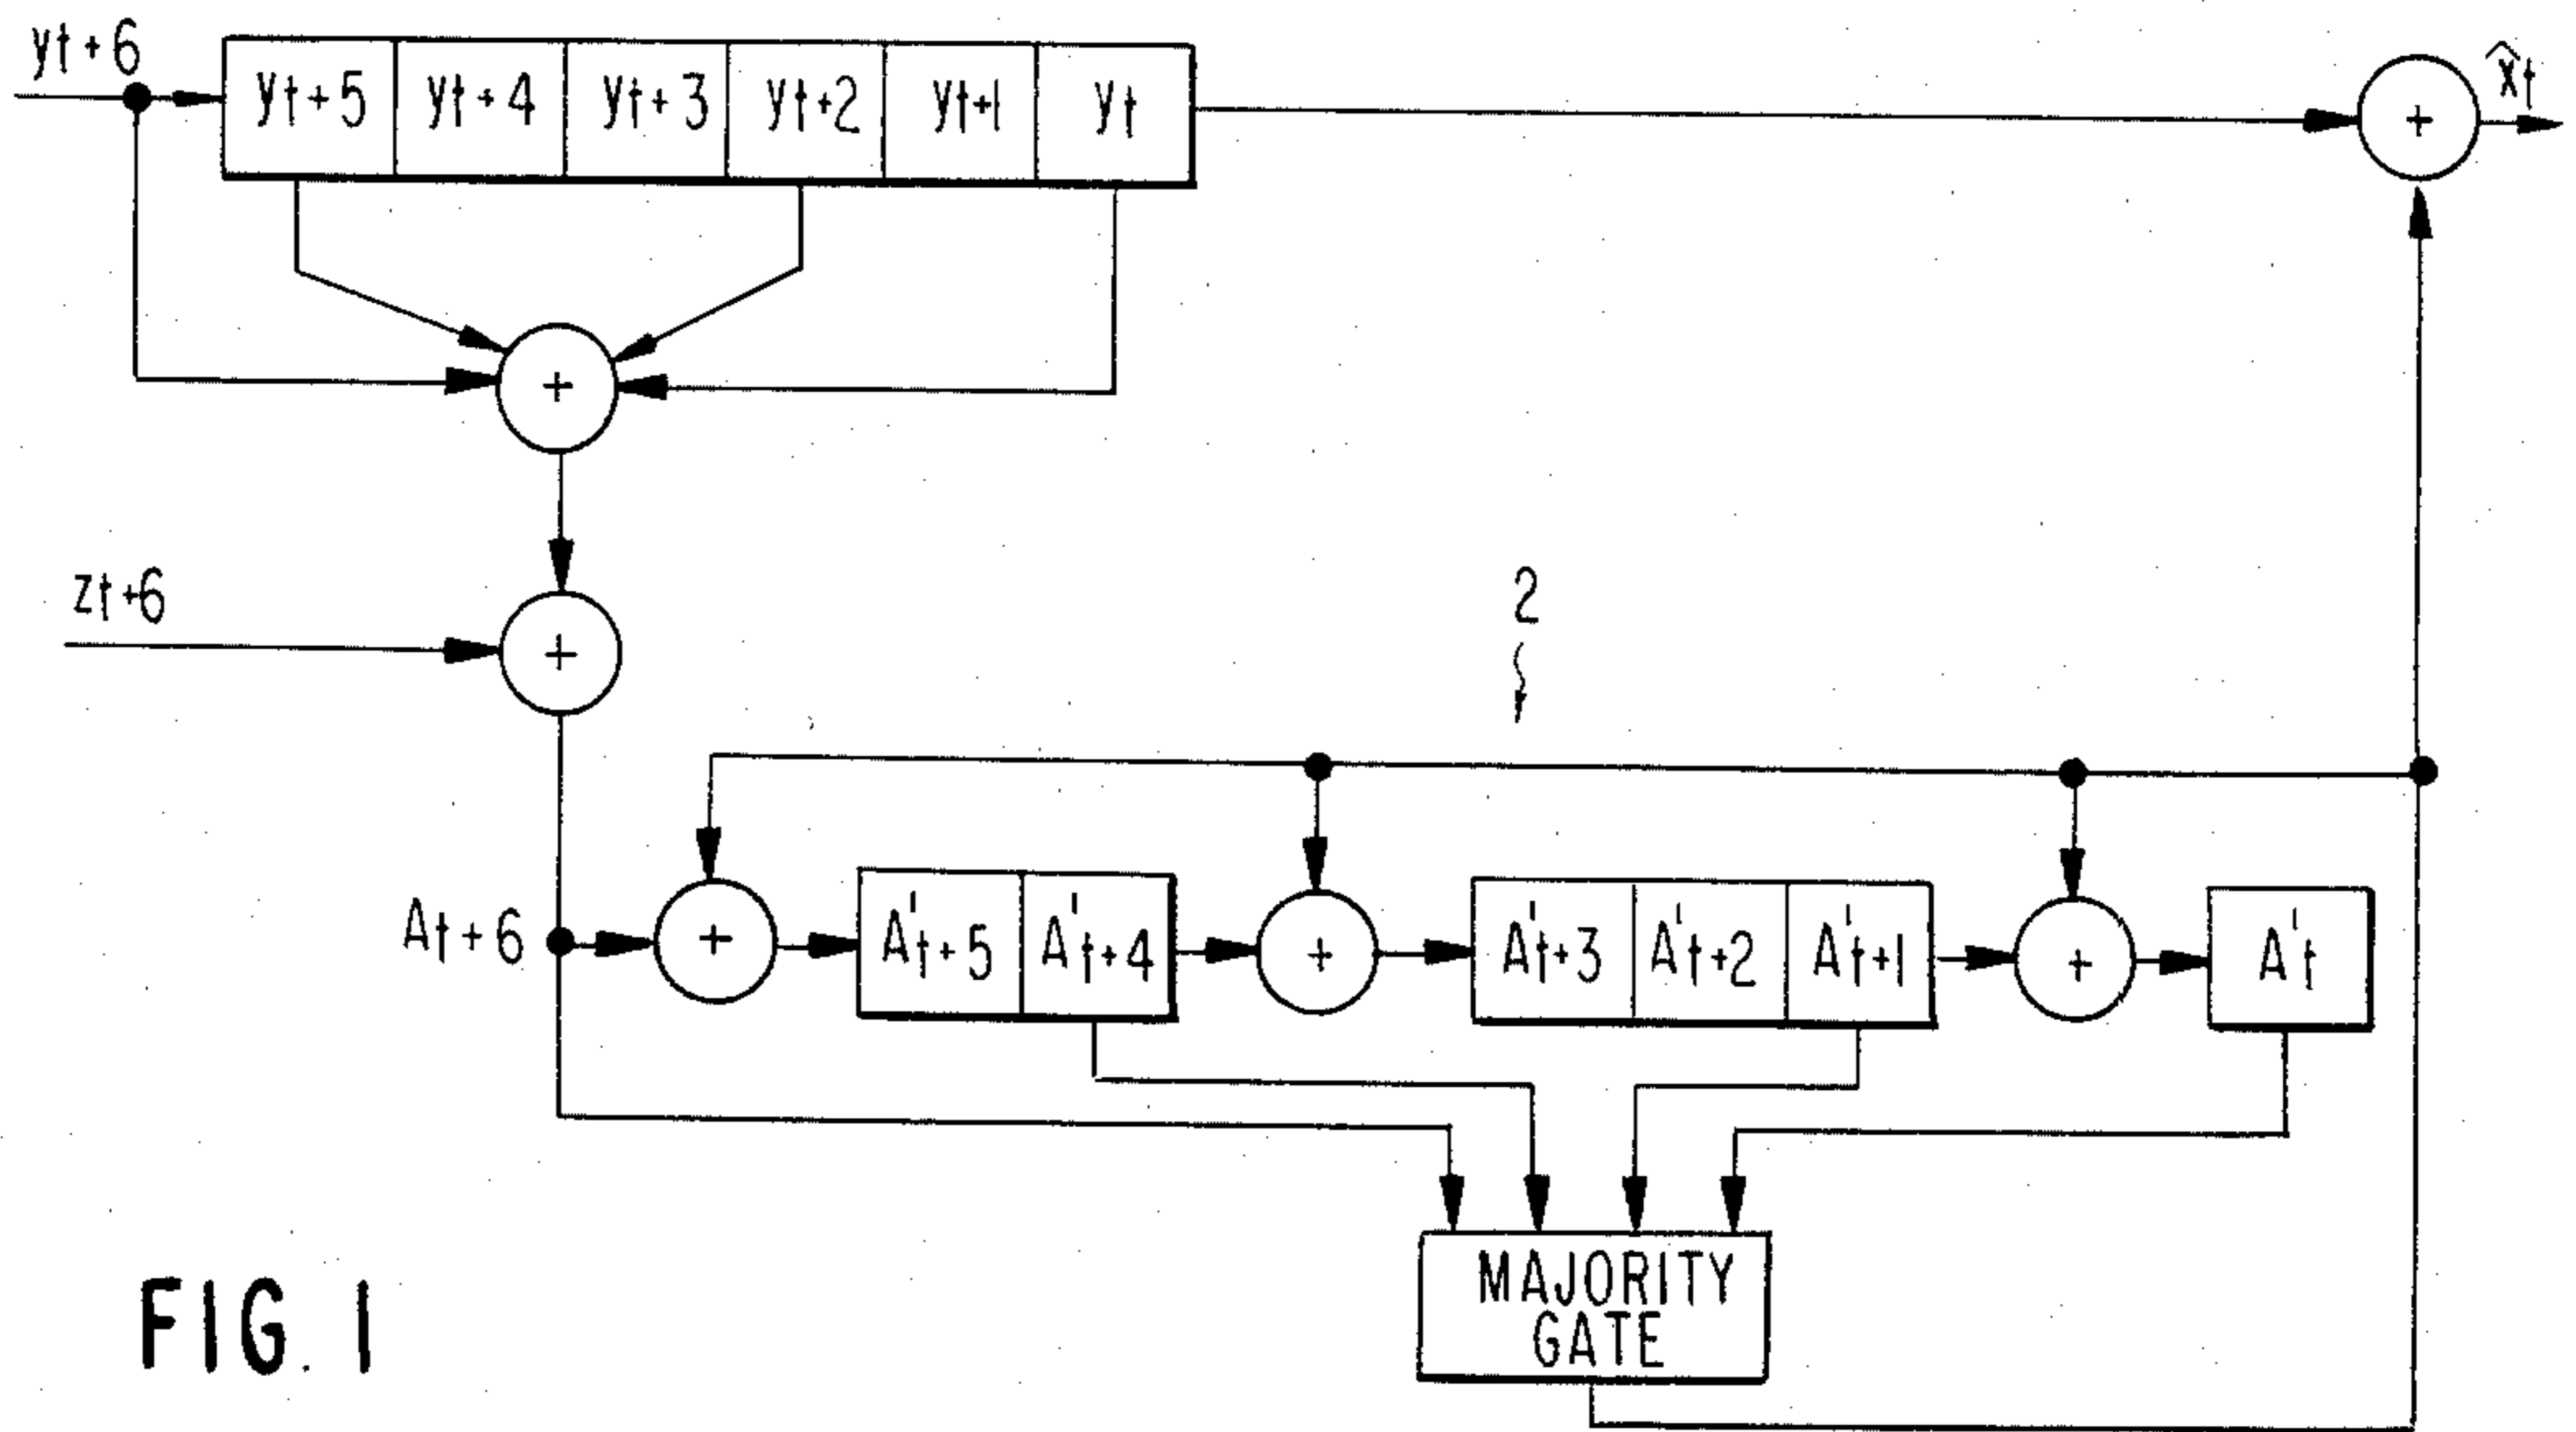 yt+6
yt+5 yt+4 yt+3 yt+2 yt+1 yt
+
x̂t
+
zt+6
+
2
At+6
+
A't+5 A't+4
+
A't+3 A't+2 A't+1
+
A't
MAJORITY
GATE
FIG. 1